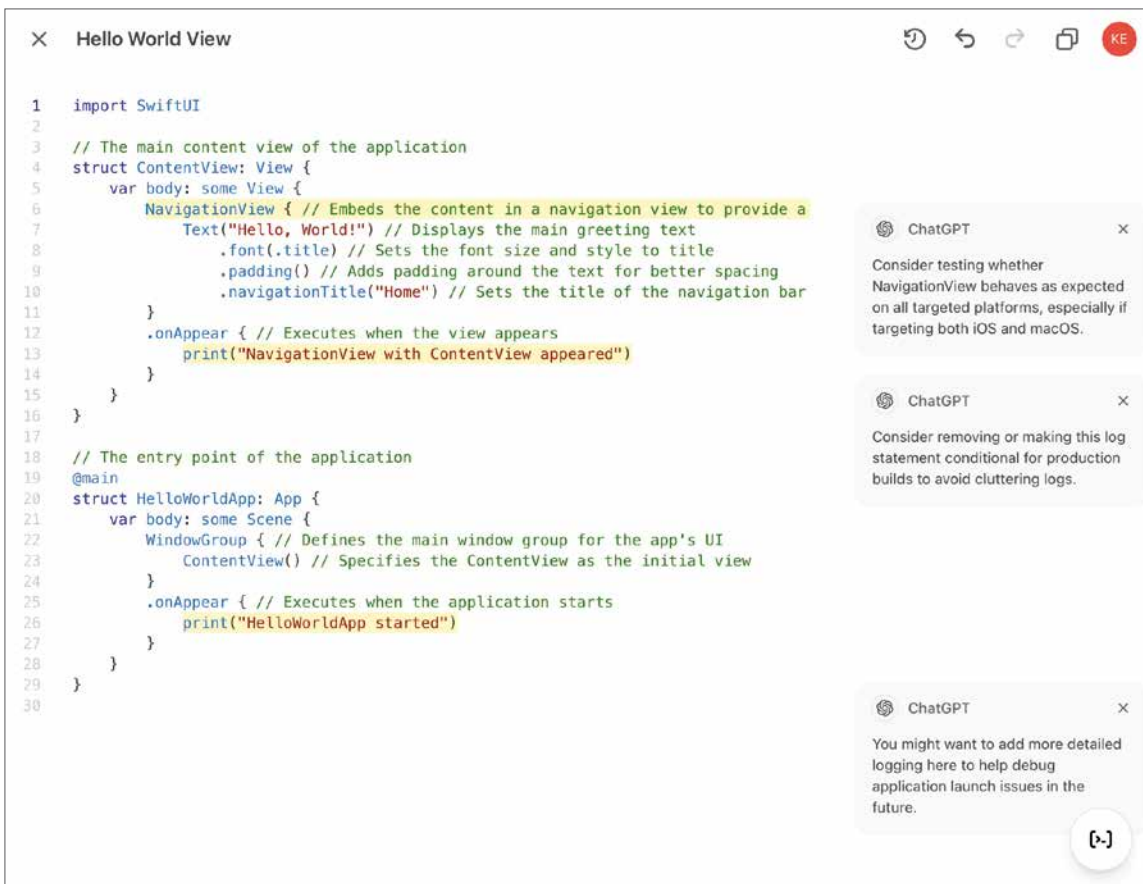 Hello World View
KE
1 import SwiftUI
2
3 // The main content view of the application
4 struct ContentView: View {
5 var body: some View {
6 NavigationView { // Embeds the content in a navigation view to provide a
7 Text("Hello, World!") // Displays the main greeting text
8 .font(.title) // Sets the font size and style to title
9 .padding() // Adds padding around the text for better spacing
10 .navigationTitle("Home") // Sets the title of the navigation bar
11 }
12 .onAppear { // Executes when the view appears
13 print("NavigationView with ContentView appeared")
14 }
15 }
16 }
17
18 // The entry point of the application
19 @main
20 struct HelloWorldApp: App {
21 var body: some Scene {
22 WindowGroup { // Defines the main window group for the app's UI
23 ContentView() // Specifies the ContentView as the initial view
24 }
25 .onAppear { // Executes when the application starts
26 print("HelloWorldApp started")
27 }
28 }
29 }
30
ChatGPT
Consider testing whether
NavigationView behaves as expected
on all targeted platforms, especially if
targeting both iOS and macOS.
ChatGPT
Consider removing or making this log
statement conditional for production
builds to avoid cluttering logs.
ChatGPT
You might want to add more detailed
logging here to help debug
application launch issues in the
future.